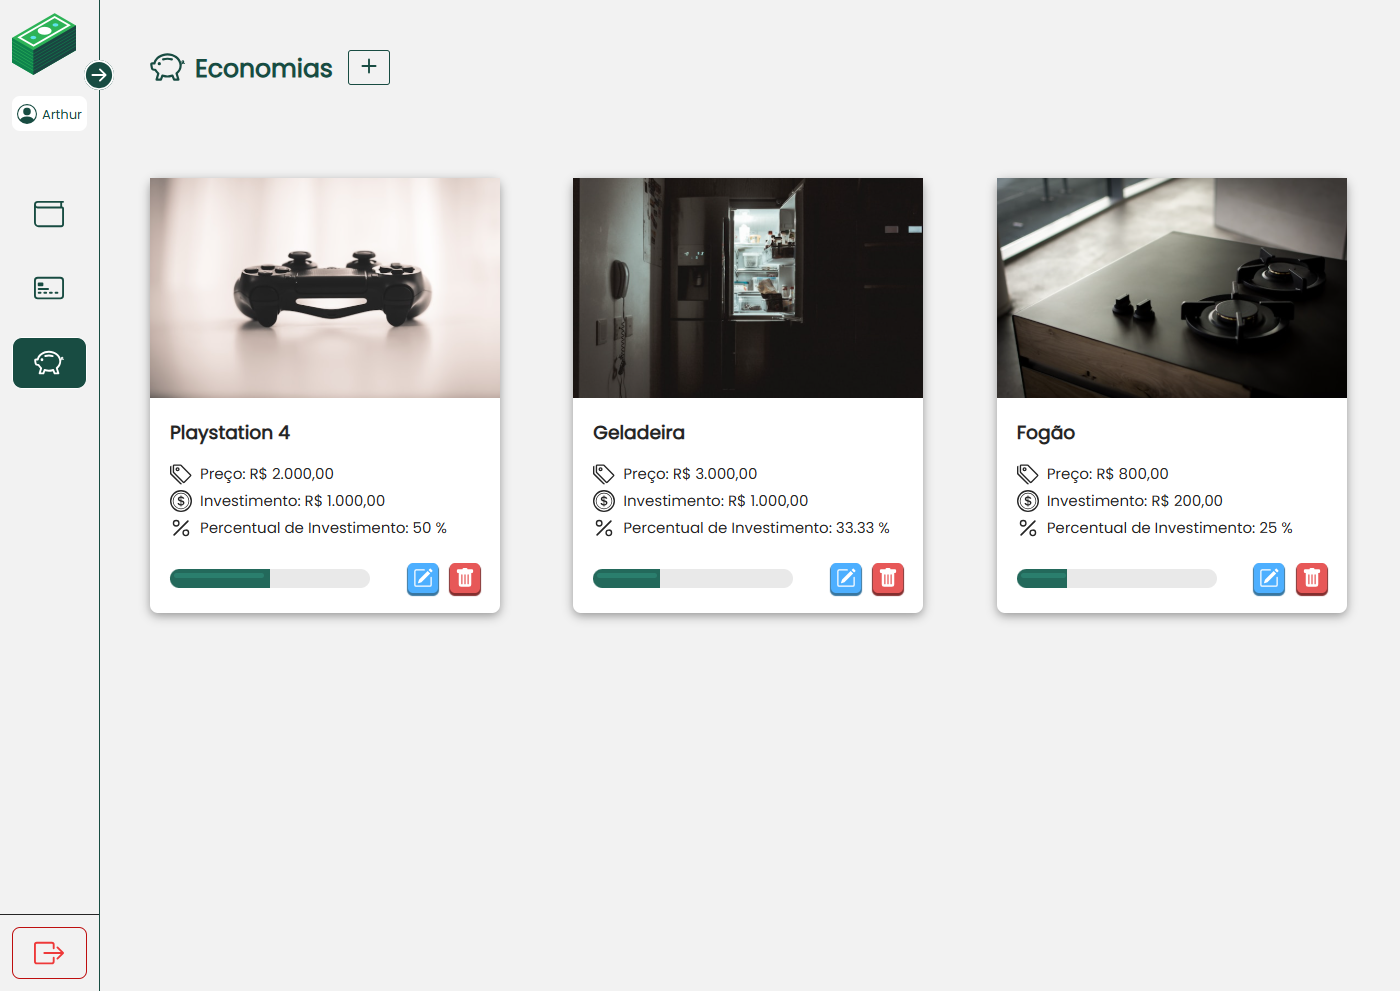 Arthur
Economias
Playstation 4
Preço: R$ 2.000,00
Investimento: R$ 1.000,00
Percentual de Investimento: 50 %
Geladeira
Preço: R$ 3.000,00
Investimento: R$ 1.000,00
Percentual de Investimento: 33.33 %
Fogão
Preço: R$ 800,00
Investimento: R$ 200,00
Percentual de Investimento: 25 %